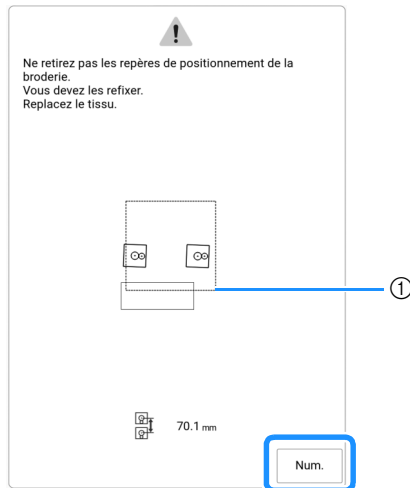 Ne retirez pas les repères de positionnement de la
broderie.
Vous devez les refixer.
Replacez le tissu.
①
70.1 mm
Num.